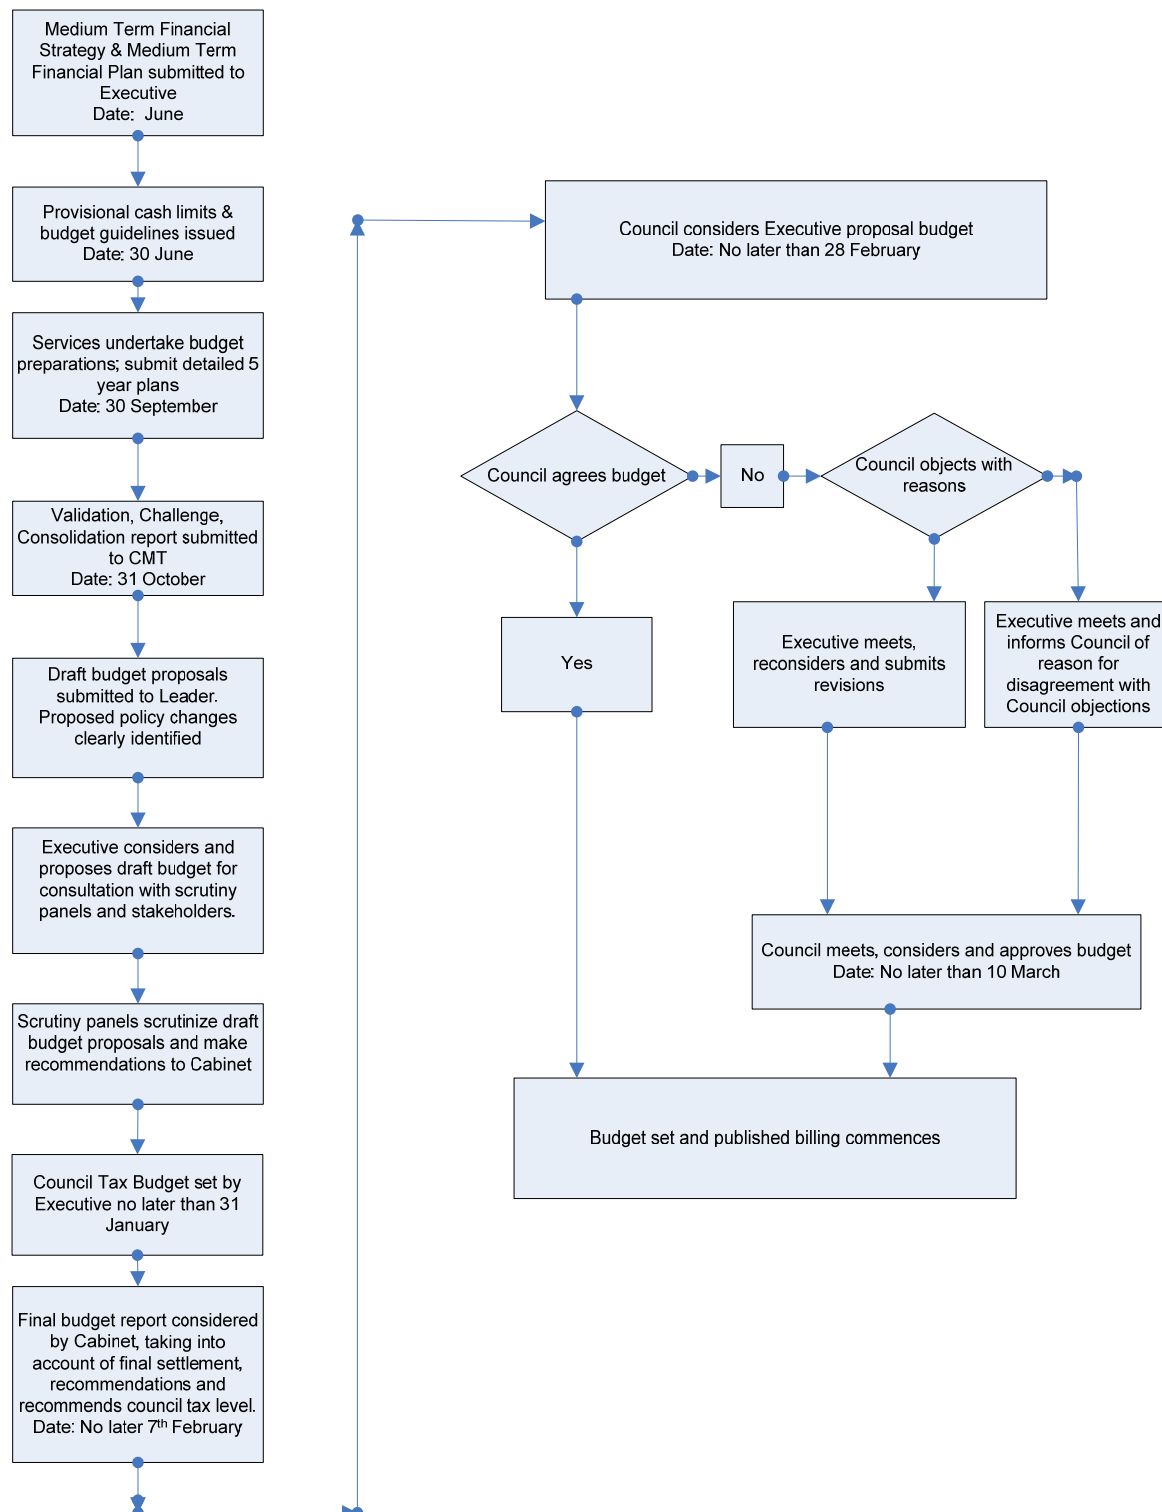 Medium Term Financial
Strategy & Medium Term
Financial Plan submitted to
Executive
Date:  June
Provisional cash limits &
budget guidelines issued
Date: 30 June
Services undertake budget
preparations; submit detailed 5
year plans
Date: 30 September
Validation, Challenge,
Consolidation report submitted
to CMT
Date: 31 October
Draft budget proposals
submitted to Leader.
Proposed policy changes
clearly identified
Executive considers and
proposes draft budget for
consultation with scrutiny
panels and stakeholders.
Scrutiny panels scrutinize draft
budget proposals and make
recommendations to Cabinet
Council Tax Budget set by
Executive no later than 31
January
Final budget report considered
by Cabinet, taking into
account of final settlement,
recommendations and
recommends council tax level.
Date: No later 7th February
Council considers Executive proposal budget
Date: No later than 28 February
Council agrees budget
No
Council objects with
reasons
Yes
Executive meets,
reconsiders and submits
revisions
Executive meets and
informs Council of
reason for
disagreement with
Council objections
Council meets, considers and approves budget
Date: No later than 10 March
Budget set and published billing commences